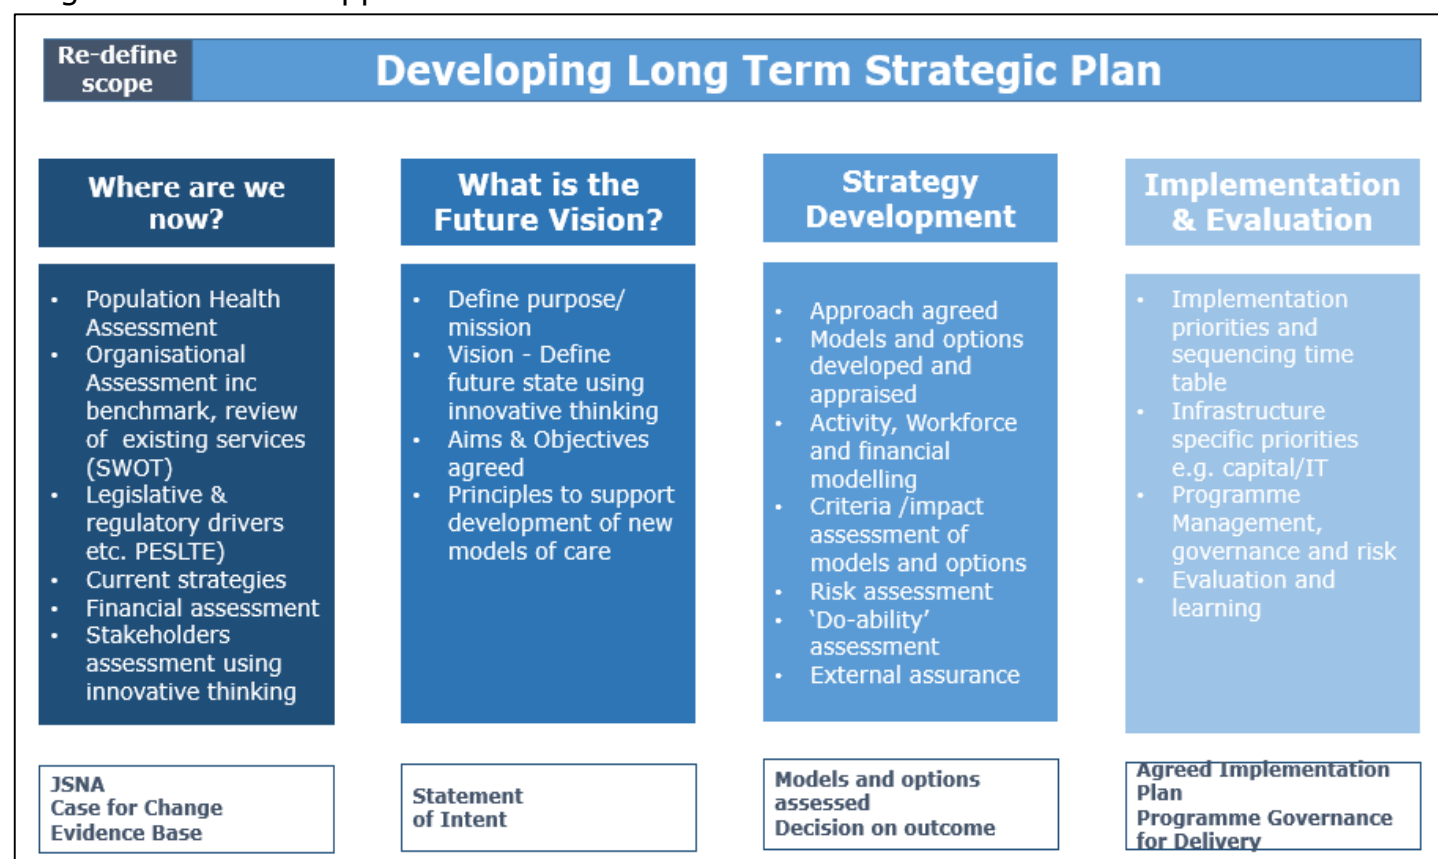 Re-define
scope
Developing Long Term Strategic Plan
Where are we
now?
• Population Health
Assessment
• Organisational
Assessment inc
benchmark, review
of existing services
(SWOT)
• Legislative &
regulatory drivers
etc. PESLTE)
• Current strategies
• Financial assessment
• Stakeholders
assessment using
innovative thinking
JSNA
Case for Change
Evidence Base
What is the
Future Vision?
• Define purpose/
mission
• Vision - Define
future state using
innovative thinking
• Aims & Objectives
agreed
• Principles to support
development of new
models of care
Statement
of Intent
Strategy
Development
• Approach agreed
• Models and options
developed and
appraised
• Activity, Workforce
and financial
modelling
• Criteria /impact
assessment of
models and options
• Risk assessment
• ‘Do-ability’
assessment
• External assurance
Models and options
assessed
Decision on outcome
Implementation
& Evaluation
• Implementation
priorities and
sequencing time
table
• Infrastructure
specific priorities
e.g. capital/IT
• Programme
Management,
governance and risk
• Evaluation and
learning
Agreed Implementation
Plan
Programme Governance
for Delivery